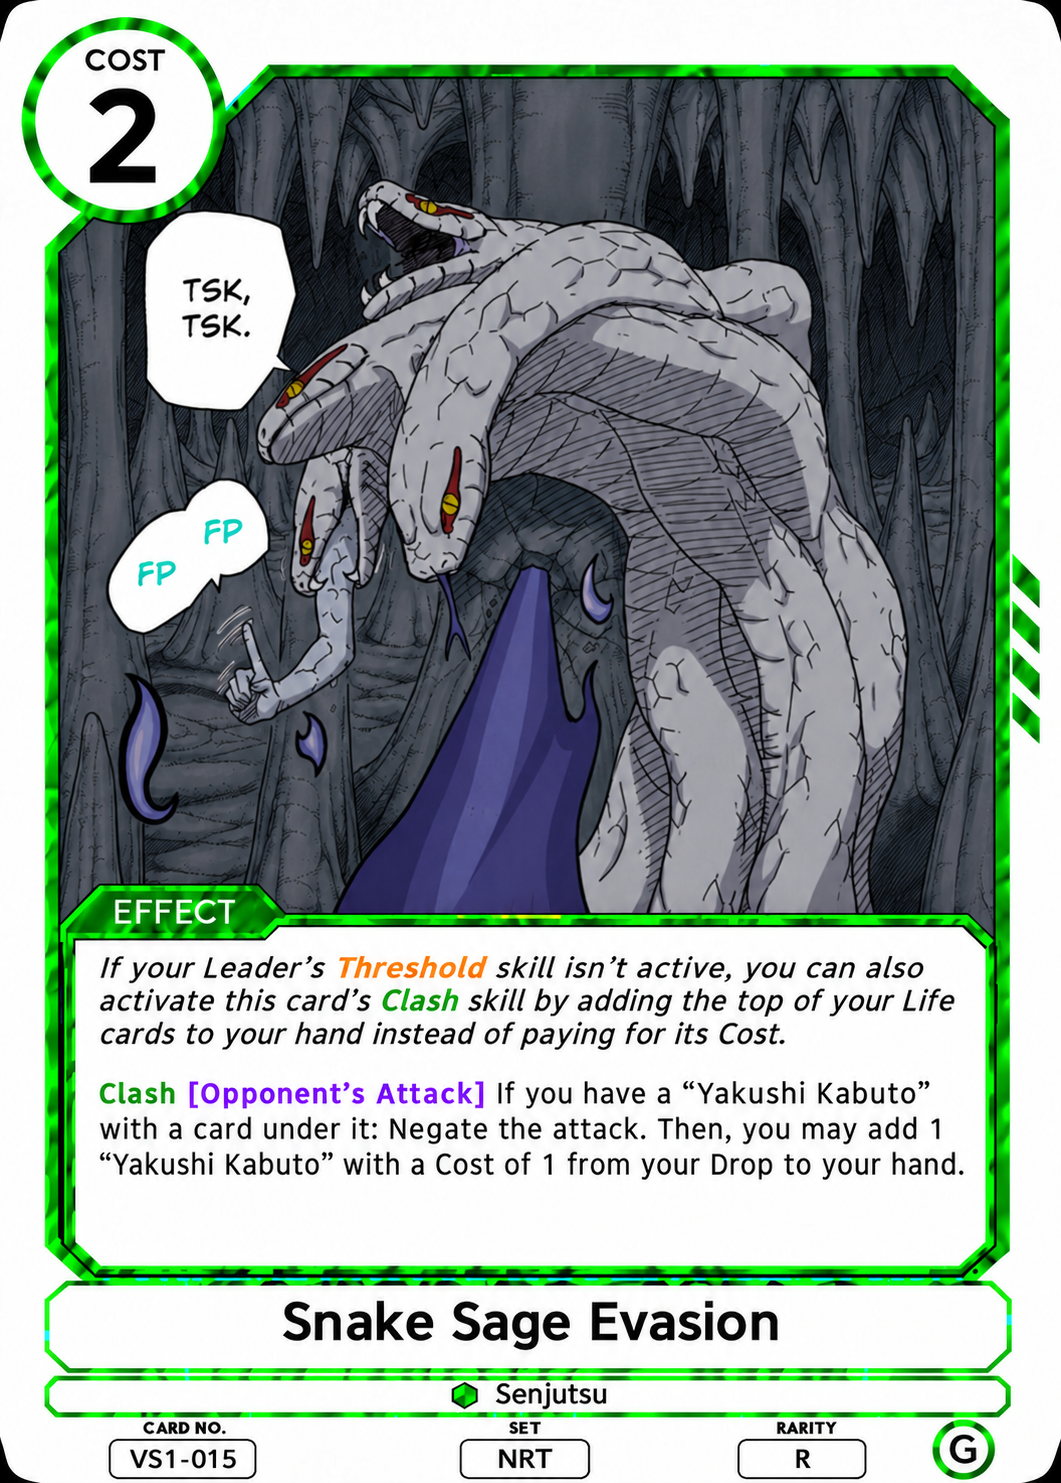 COST
2
TSK,
TSK.
FP
FP
EFFECT
If your Leader’s Threshold skill isn’t active, you can also
activate this card’s Clash skill by adding the top of your Life
cards to your hand instead of paying for its Cost.
Clash [Opponent’s Attack] If you have a “Yakushi Kabuto”
with a card under it: Negate the attack. Then, you may add 1
“Yakushi Kabuto” with a Cost of 1 from your Drop to your hand.
Snake Sage Evasion
Senjutsu
CARD NO.
VS1-015
SET
NRT
RARITY
R
G